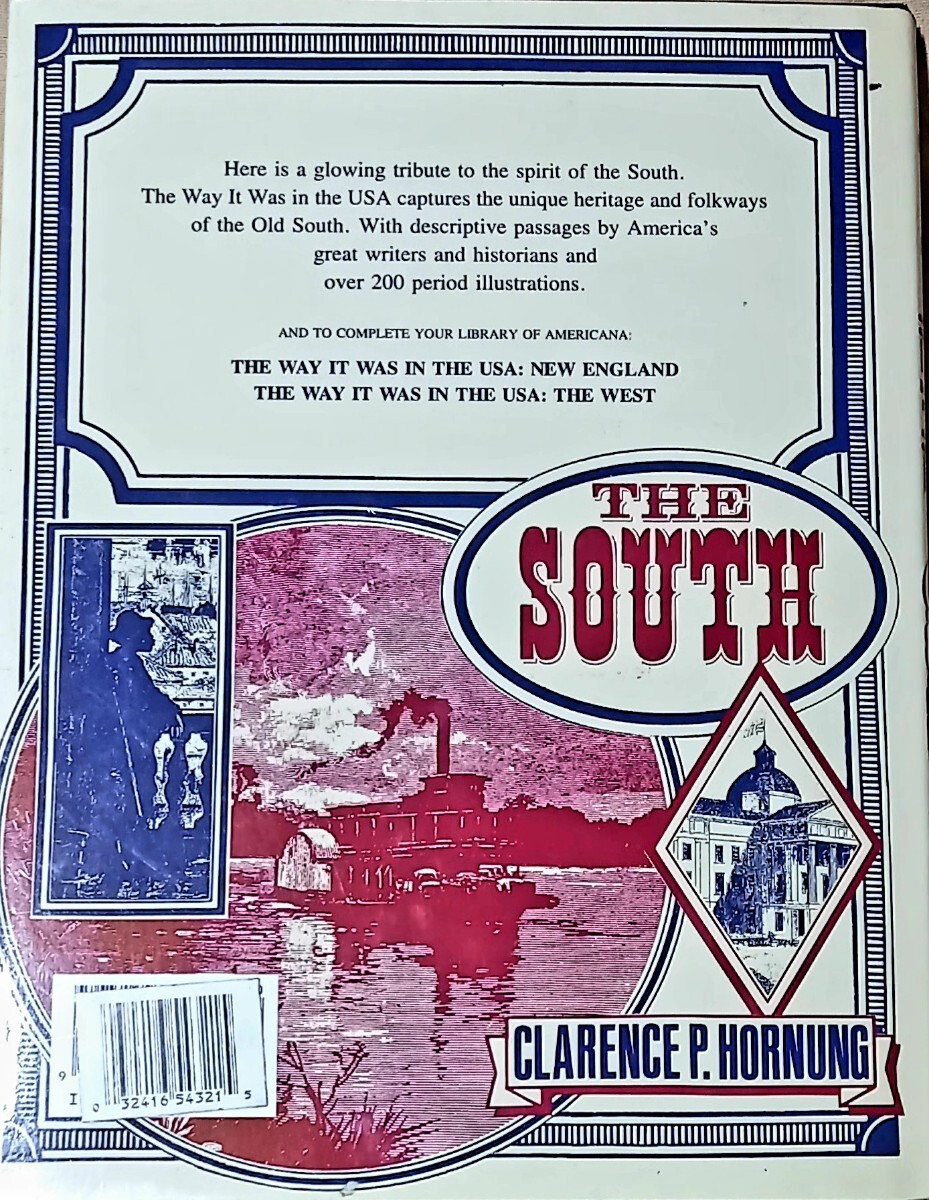 Here is a glowing tribute to the spirit of the South.
The Way It Was in the USA captures the unique heritage and folkways
of the Old South. With descriptive passages by America's
great writers and historians and
over 200 period illustrations.
AND TO COMPLETE YOUR LIBRARY OF AMERICANA:
THE WAY IT WAS IN THE USA: NEW ENGLAND
THE WAY IT WAS IN THE USA: THE WEST
THE
SOUTH
CLARENCE P. HORNUNG
9
I
0 32416 54321 5